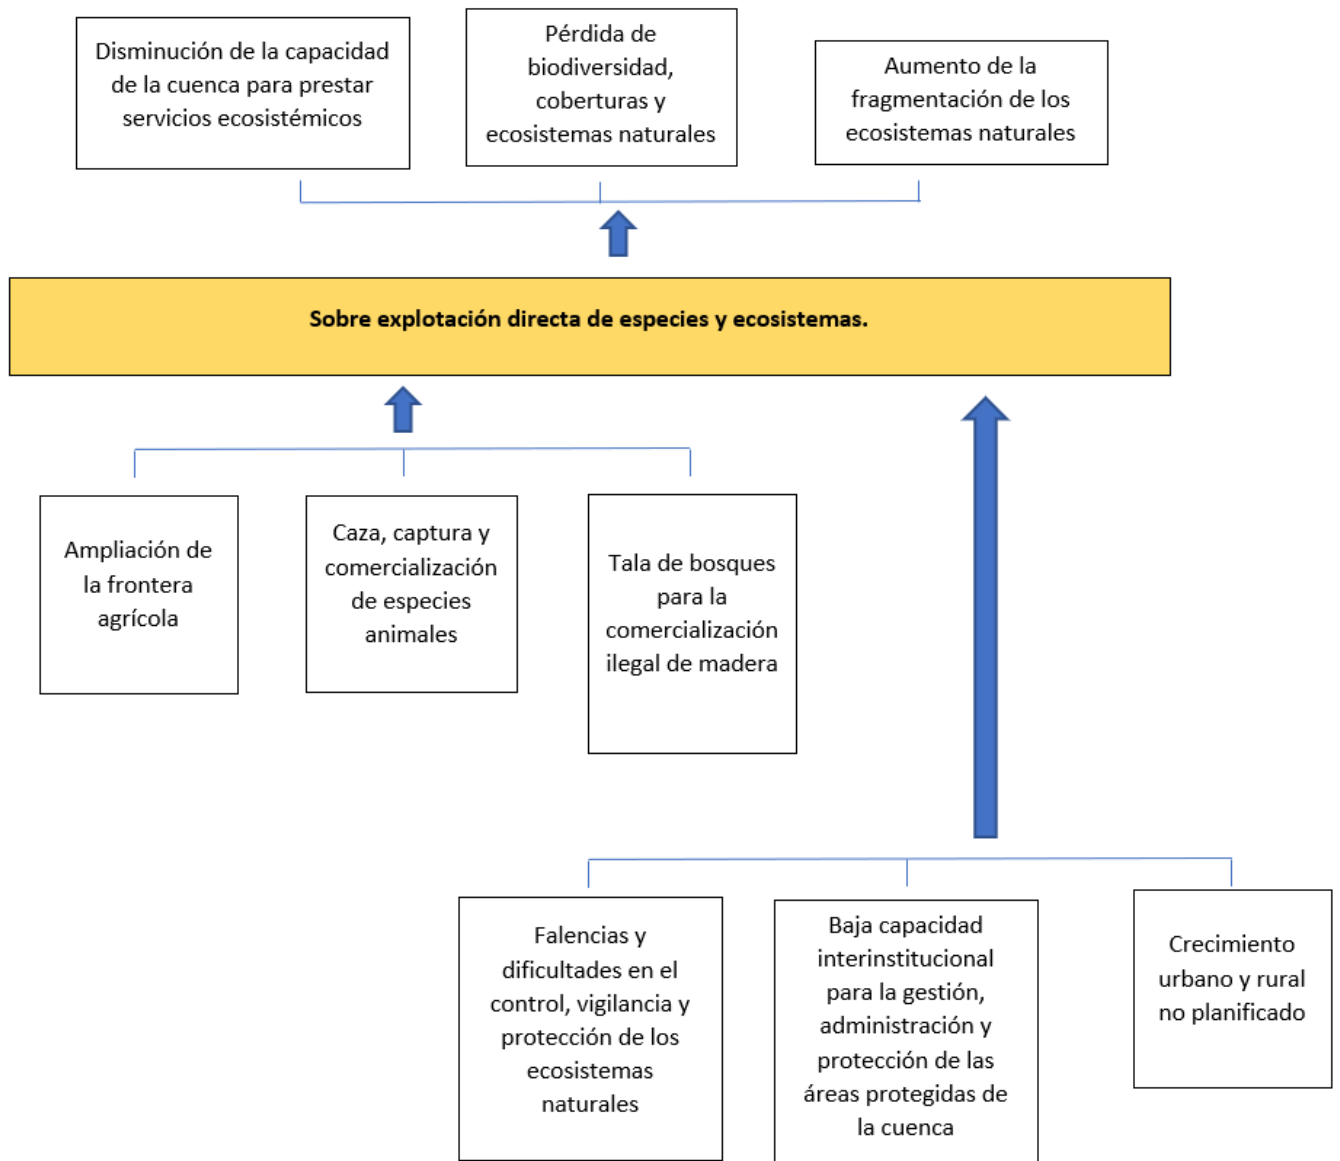 Disminución de la capacidad
de la cuenca para prestar
servicios ecosistémicos
Pérdida de
biodiversidad,
coberturas y
ecosistemas naturales
Aumento de la
fragmentación de los
ecosistemas naturales
Sobre explotación directa de especies y ecosistemas.
Ampliación de
la frontera
agrícola
Caza, captura y
comercialización
de especies
animales
Tala de bosques
para la
comercialización
ilegal de madera
Falencias y
dificultades en el
control, vigilancia y
protección de los
ecosistemas
naturales
Baja capacidad
interinstitucional
para la gestión,
administración y
protección de las
áreas protegidas de
la cuenca
Crecimiento
urbano y rural
no planificado